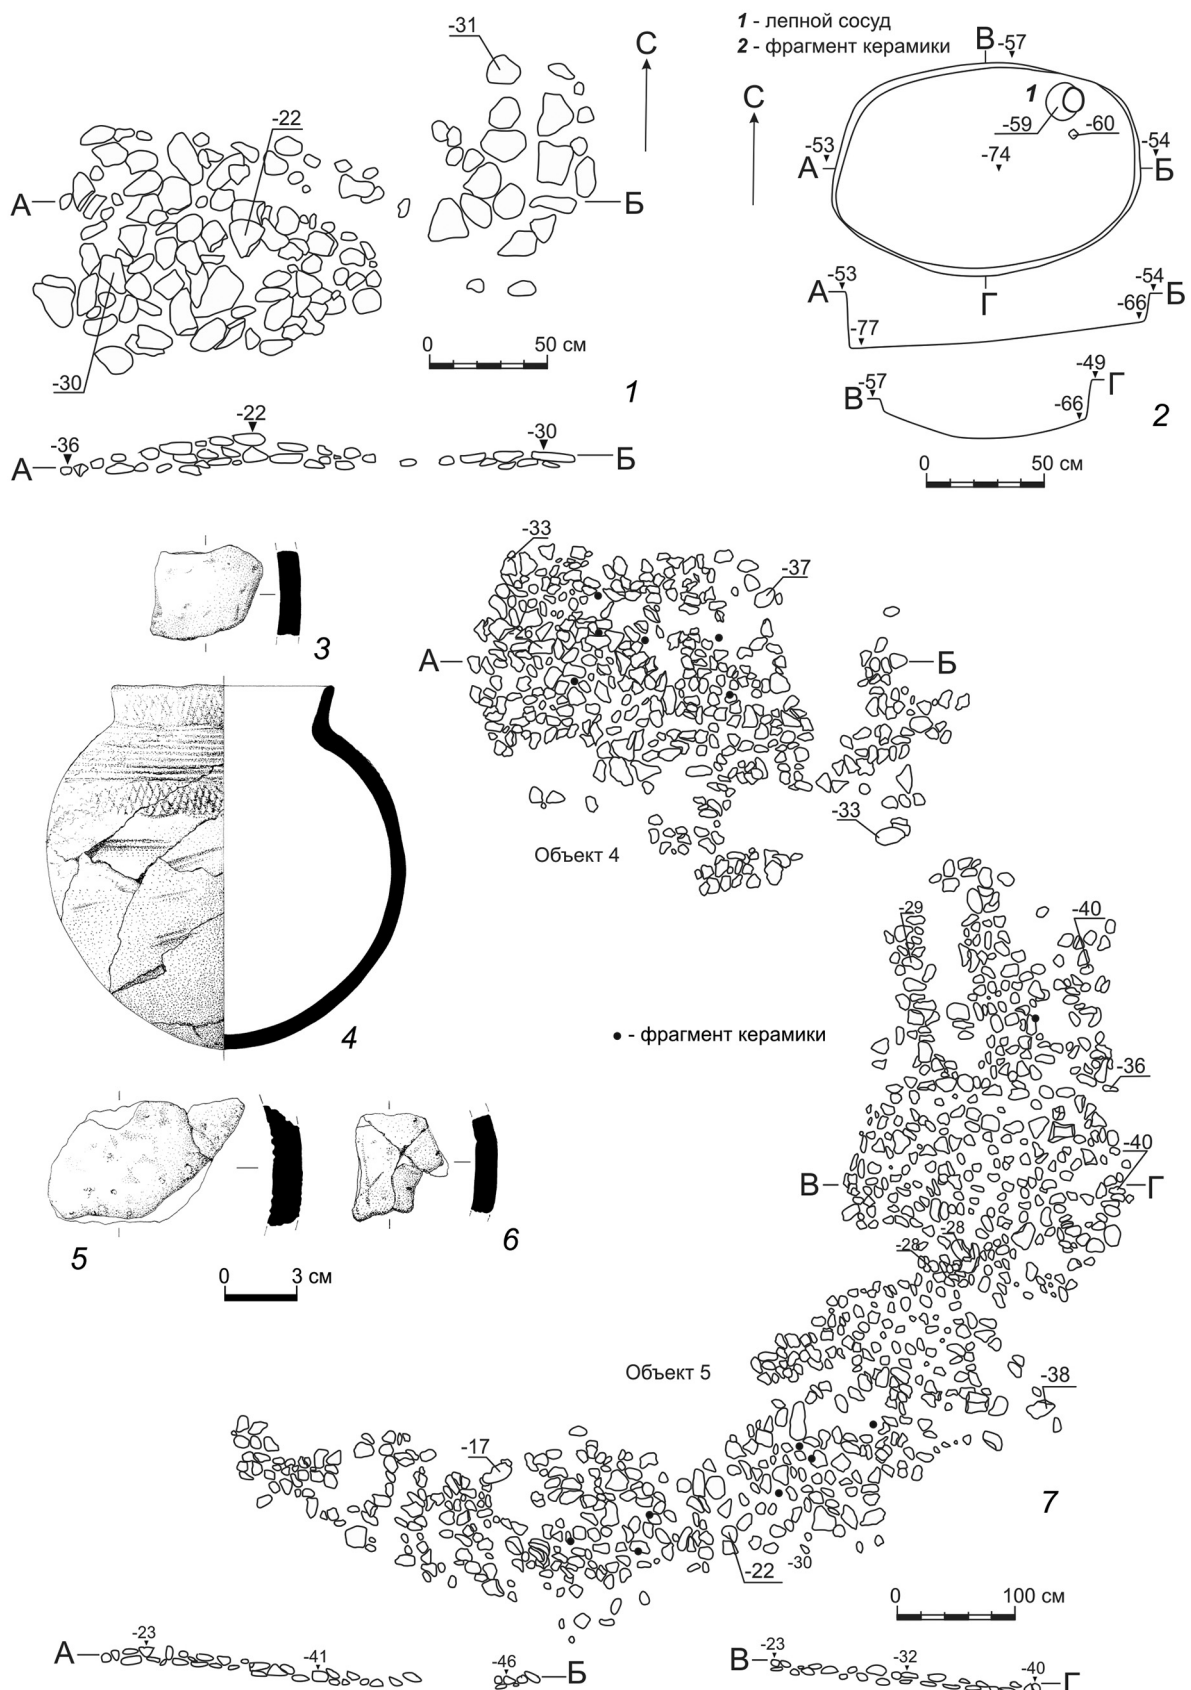 -31
С
-22
А
Б
-30
0 50 см
1
-22
-36
-30
А
Б
1 - лепной сосуд
2 - фрагмент керамики
В
-57
С
1
-59
-60
-53
-54
А
-74
Б
Г
-53
-54
А
Б
-77
-66
-57
-49
В
Г
-66
2
0 50 см
3
4
5
6
0 3 см
-33
-37
-26
А
Б
-33
Объект 4
-29
-40
• - фрагмент керамики
-36
-40
В
Г
-28
-28
Объект 5
-38
-17
7
-22
-30
0 100 см
А
-23
-41
-46
Б
В
-23
-32
-40
Г